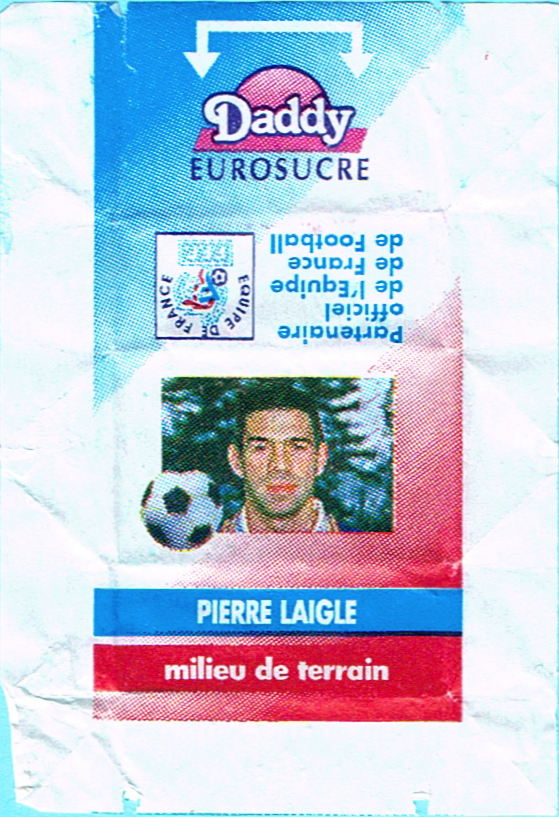 Daddy
EUROSUCRE
Partenaire
officiel
de l'Equipe
de France
de Football
EQUIPE DE FRANCE
PIERRE LAIGLE
milieu de terrain